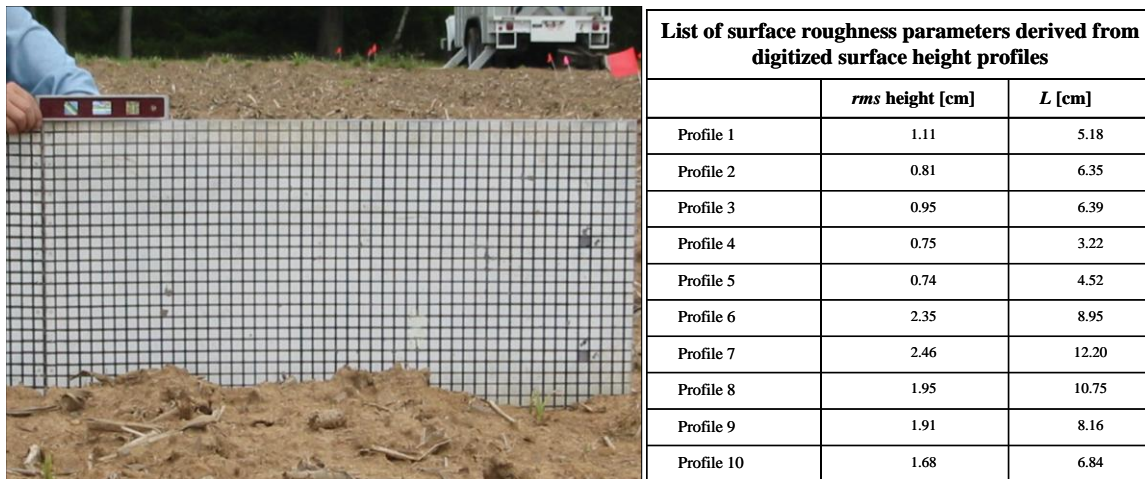 List of surface roughness parameters derived from
digitized surface height profiles
rms height [cm] L [cm]
Profile 1 1.11 5.18
Profile 2 0.81 6.35
Profile 3 0.95 6.39
Profile 4 0.75 3.22
Profile 5 0.74 4.52
Profile 6 2.35 8.95
Profile 7 2.46 12.20
Profile 8 1.95 10.75
Profile 9 1.91 8.16
Profile 10 1.68 6.84